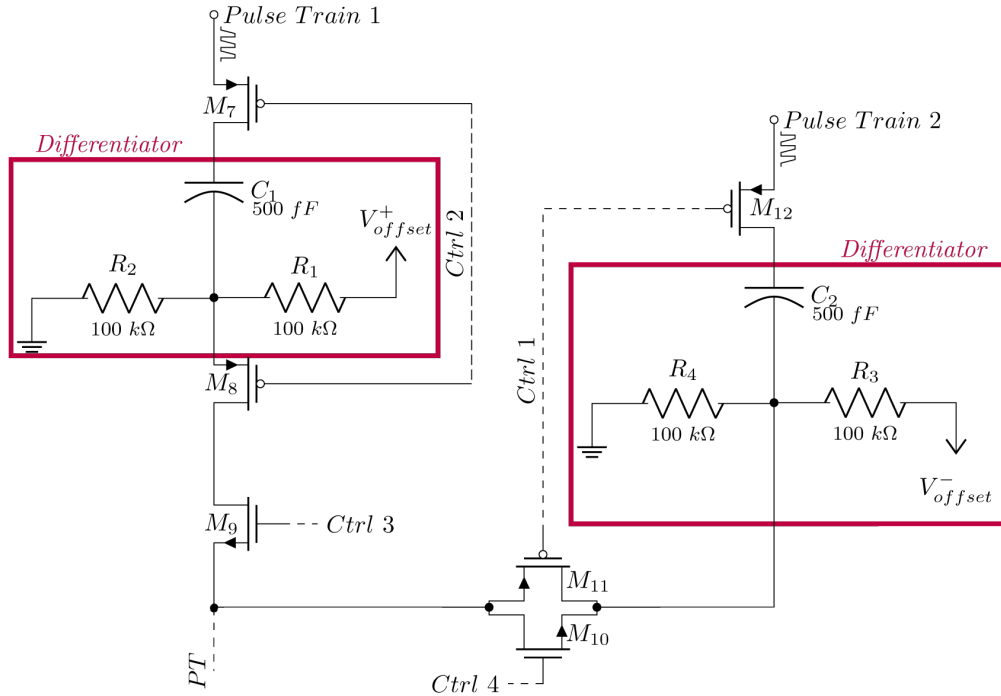 Pulse Train 1
M7
Differentiator
C1
500 fF
V+offset
R2
R1
100 kΩ
100 kΩ
M8
Ctrl 2
M9
Ctrl 3
PT
Pulse Train 2
M12
Differentiator
Ctrl 1
C2
500 fF
R4
R3
100 kΩ
100 kΩ
V−offset
M11
M10
Ctrl 4